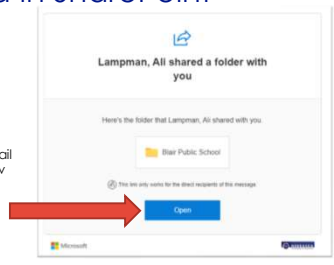 Lampman, Ali shared a folder with
you
Here's the folder that Lampman, Ali shared with you
ail
Blair Public School
This link only works for the direct recipients of this message.
Open
Microsoft